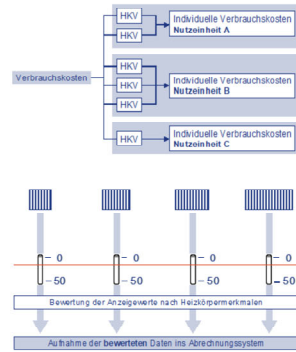 HKV
Individuelle Verbrauchskosten
Nutzeinheit A
HKV
Verbrauchskosten
HKV
HKV
Individuelle Verbrauchskosten
Nutzeinheit B
HKV
HKV
Individuelle Verbrauchskosten
Nutzeinheit C
0 0 0 0
50 50 50 50
Bewertung der Anzeigewerte nach Heizkörpermerkmalen
Aufnahme der bewerteten Daten ins Abrechnungssystem